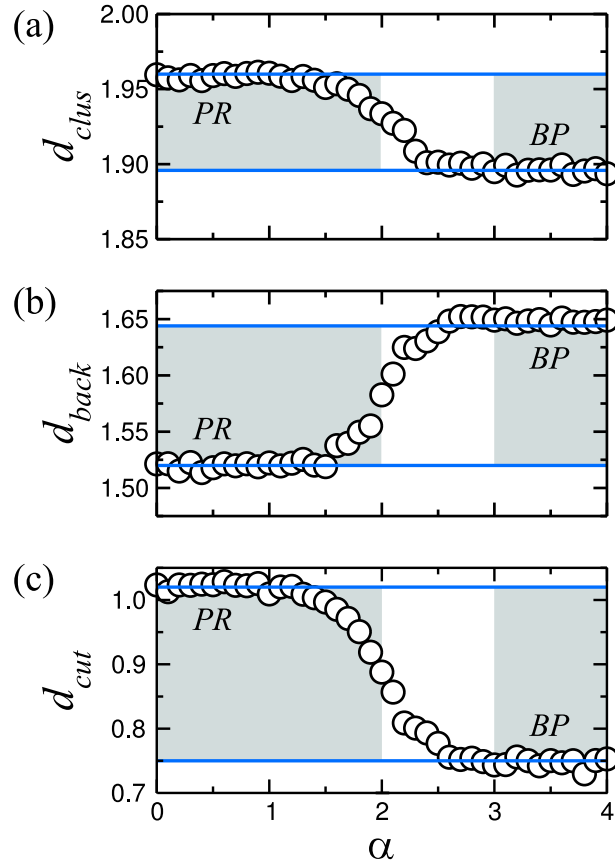 (a)
2.00
1.95
1.90
1.85
d_clus
PR
BP
(b)
1.65
1.60
1.55
1.50
d_back
PR
BP
(c)
1.0
0.9
0.8
0.7
d_cut
PR
BP
0 1 2 3 4
α